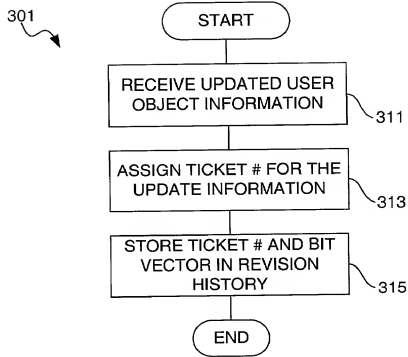 301
START
RECEIVE UPDATED USER
OBJECT INFORMATION
311
ASSIGN TICKET # FOR THE
UPDATE INFORMATION
313
STORE TICKET # AND BIT
VECTOR IN REVISION
HISTORY
315
END